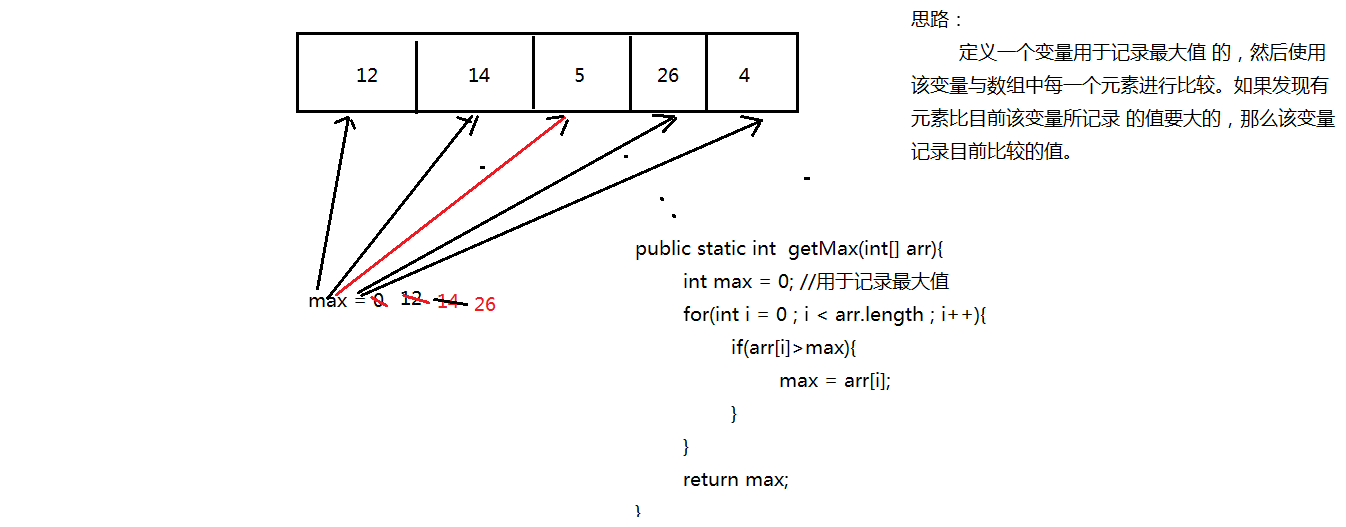 12 14 5 26 4
max = 0 12 14 26
思路：
定义一个变量用于记录最大值 的，然后使用
该变量与数组中每一个元素进行比较。如果发现有
元素比目前该变量所记录 的值要大的，那么该变量
记录目前比较的值。
public static int  getMax(int[] arr){
int max = 0; //用于记录最大值
for(int i = 0 ; i < arr.length ; i++){
if(arr[i]>max){
max = arr[i];
}
}
return max;
}